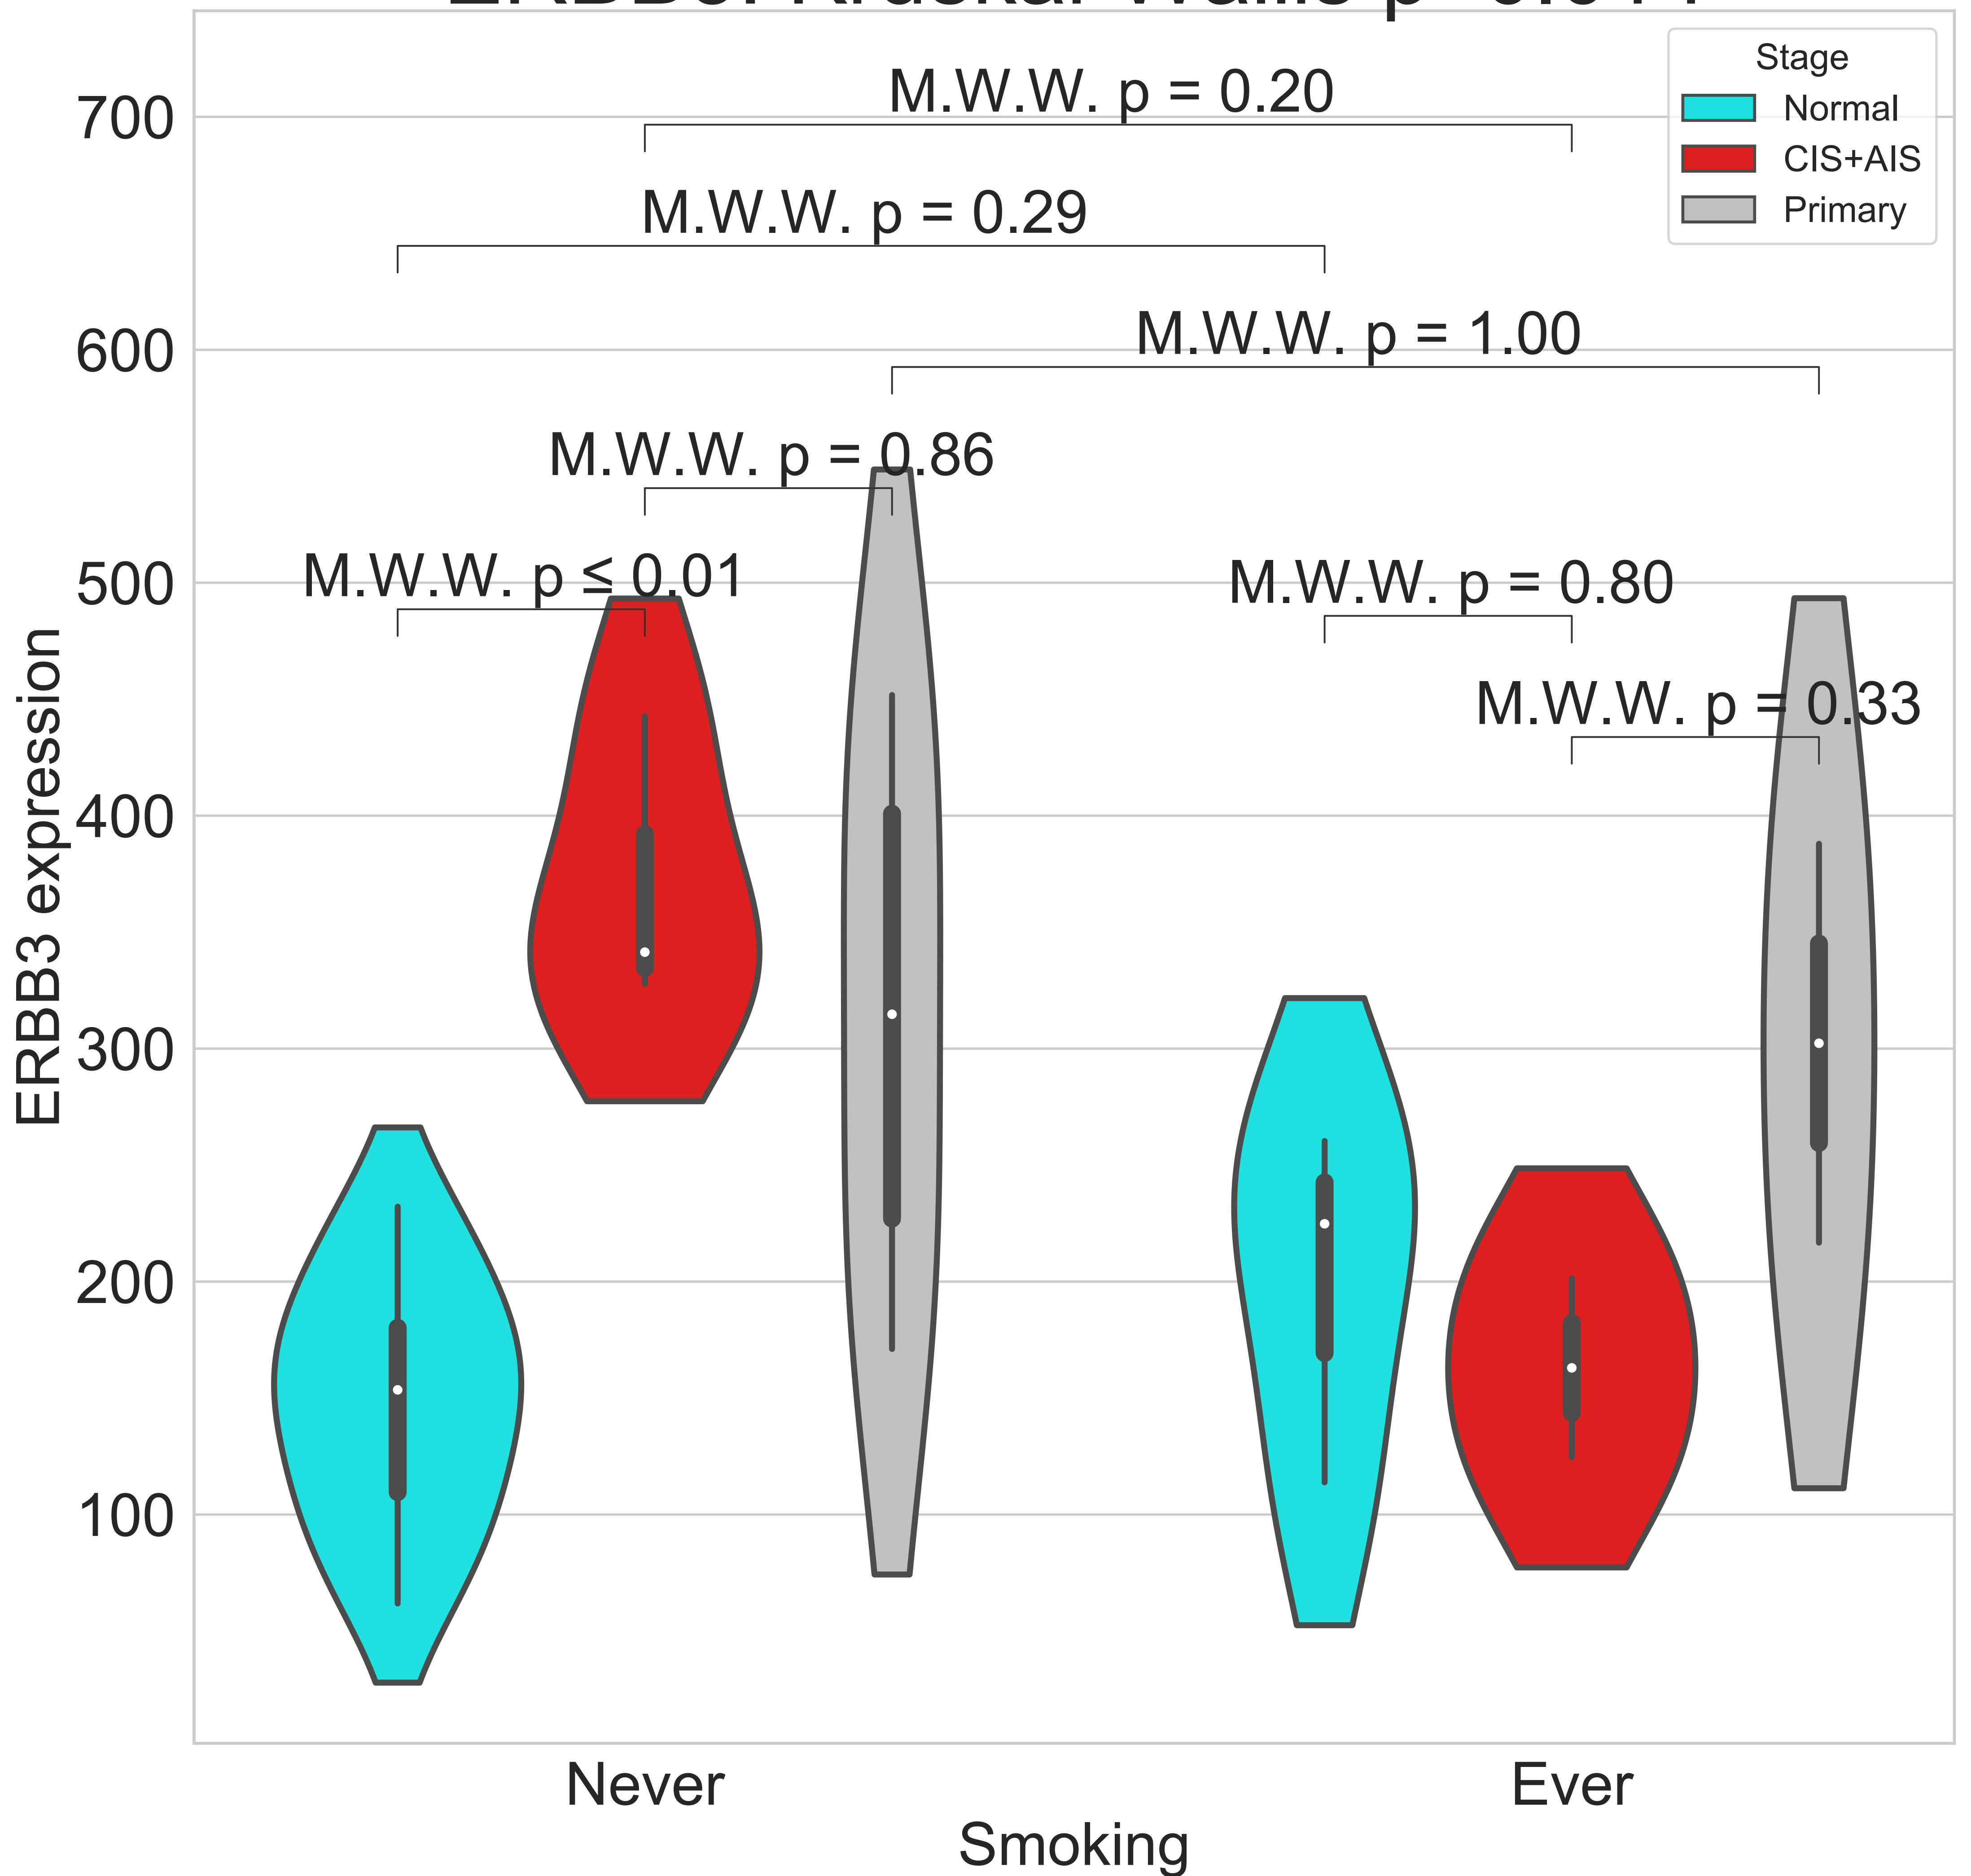 Stage
Normal
CIS+AIS
Primary
M.W.W. p = 0.20
M.W.W. p = 0.29
M.W.W. p = 1.00
M.W.W. p = 0.86
M.W.W. p ≤ 0.01
M.W.W. p = 0.80
M.W.W. p = 0.33
700
600
500
400
300
200
100
ERBB3 expression
Never
Ever
Smoking